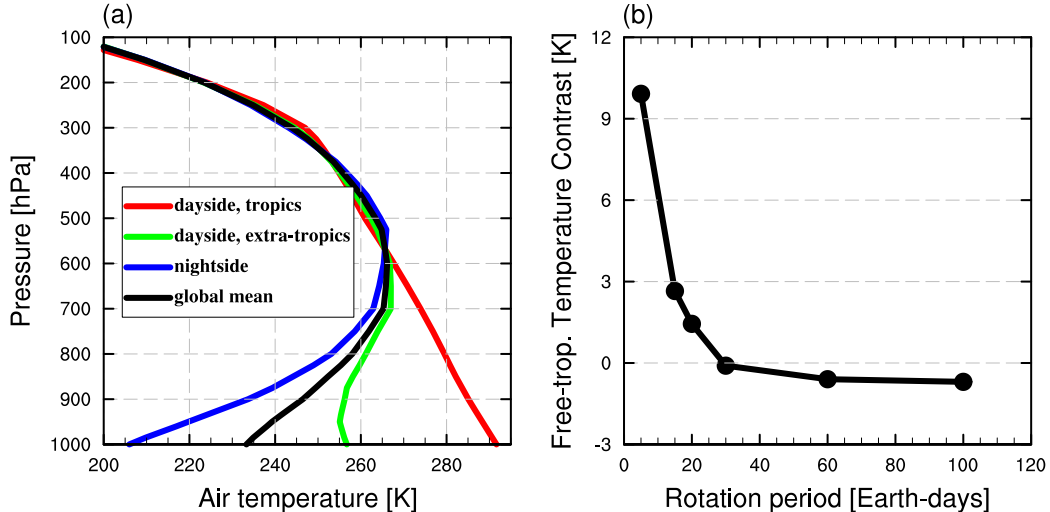 (a)
100
200
300
400
500
600
700
800
900
1000
Pressure [hPa]
dayside, tropics
dayside, extra-tropics
nightside
global mean
200 220 240 260 280
Air temperature [K]
(b)
12
9
6
3
0
-3
Free-trop. Temperature Contrast [K]
0 20 40 60 80 100 120
Rotation period [Earth-days]